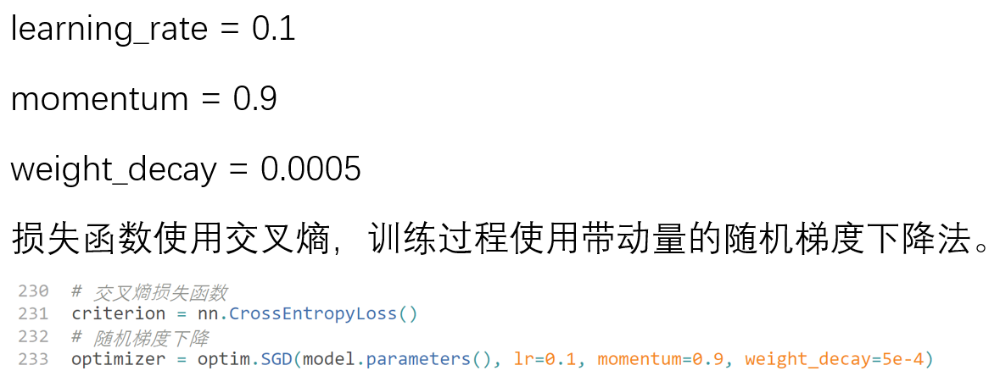 learning_rate = 0.1
momentum = 0.9
weight_decay = 0.0005
损失函数使用交叉熵，训练过程使用带动量的随机梯度下降法。
230 # 交叉熵损失函数
231 criterion = nn.CrossEntropyLoss()
232 # 随机梯度下降
233 optimizer = optim.SGD(model.parameters(), lr=0.1, momentum=0.9, weight_decay=5e-4)